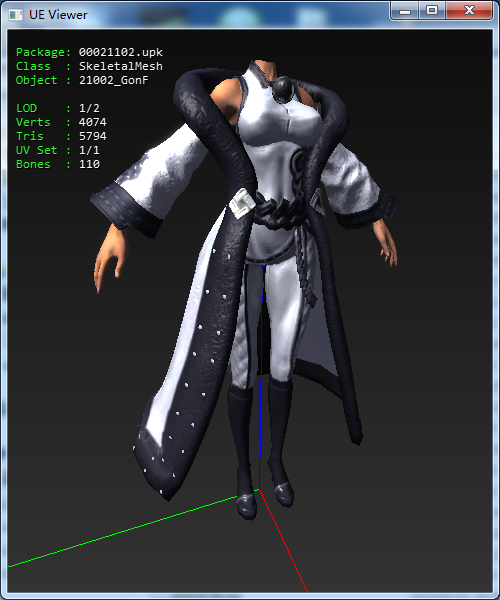 UE Viewer
Package: 00021102.upk
Class  : SkeletalMesh
Object : 21002_GonF
LOD    : 1/2
Verts  : 4074
Tris   : 5794
UV Set : 1/1
Bones  : 110